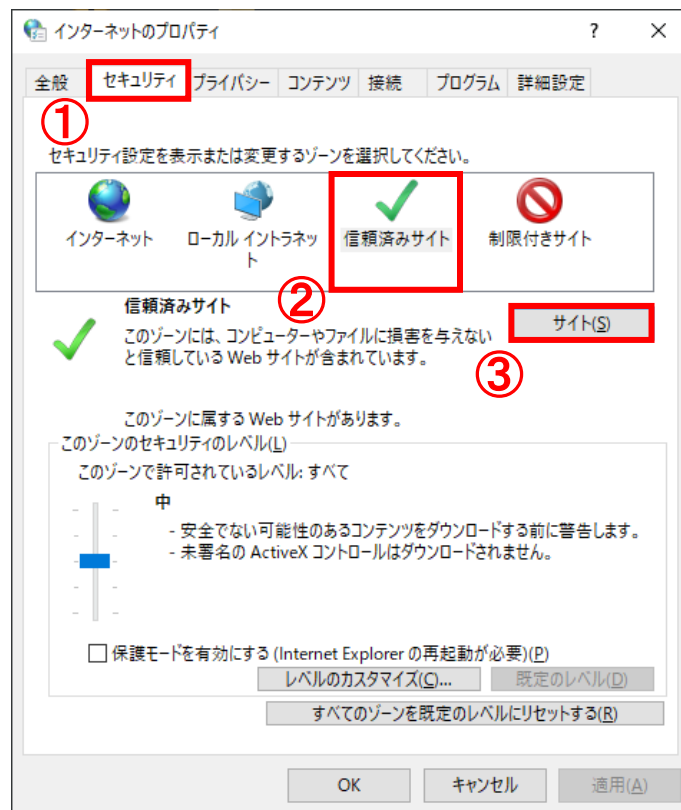 インターネットのプロパティ ? ×
全般 セキュリティ プライバシー コンテンツ 接続 プログラム 詳細設定
①
セキュリティ設定を表示または変更するゾーンを選択してください。
インターネット ローカル イントラネッ 信頼済みサイト 制限付きサイト
ト
②
信頼済みサイト
サイト(S)
このゾーンには、コンピューターやファイルに損害を与えない
と信頼している Web サイトが含まれています。
③
このゾーンに属する Web サイトがあります。
このゾーンのセキュリティのレベル(L)
このゾーンで許可されているレベル: すべて
中
- 安全でない可能性のあるコンテンツをダウンロードする前に警告します。
- 未署名の ActiveX コントロールはダウンロードされません。
保護モードを有効にする (Internet Explorer の再起動が必要)(P)
レベルのカスタマイズ(C)... 既定のレベル(D)
すべてのゾーンを既定のレベルにリセットする(R)
OK キャンセル 適用(A)